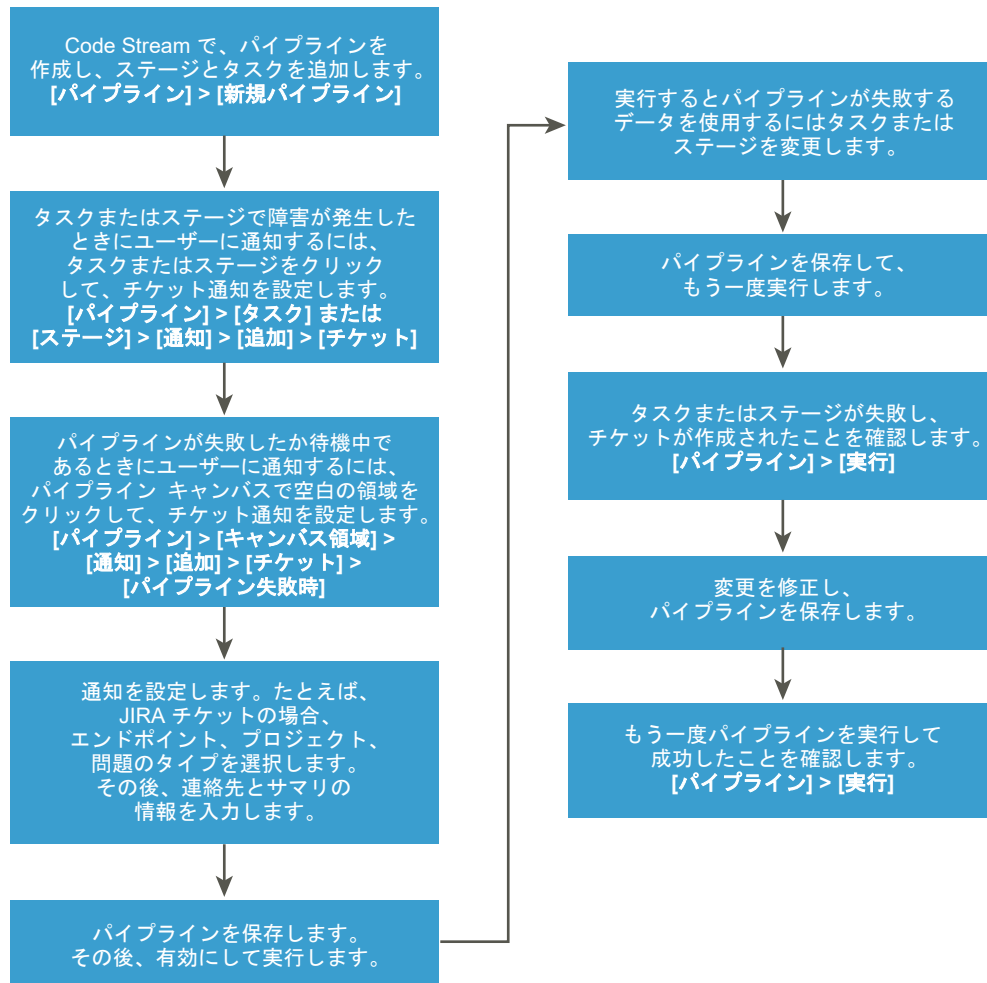 Code Stream で、パイプラインを
作成し、ステージとタスクを追加します。
[パイプライン] > [新規パイプライン]
タスクまたはステージで障害が発生した
ときにユーザーに通知するには、
タスクまたはステージをクリック
して、チケット通知を設定します。
[パイプライン] > [タスク] または
[ステージ] > [通知] > [追加] > [チケット]
パイプラインが失敗したか待機中で
あるときにユーザーに通知するには、
パイプライン キャンバスで空白の領域を
クリックして、チケット通知を設定します。
[パイプライン] > [キャンバス領域] >
[通知] > [追加] > [チケット] >
[パイプライン失敗時]
通知を設定します。たとえば、
JIRA チケットの場合、
エンドポイント、プロジェクト、
問題のタイプを選択します。
その後、連絡先とサマリの
情報を入力します。
パイプラインを保存します。
その後、有効にして実行します。
実行するとパイプラインが失敗する
データを使用するにはタスクまたは
ステージを変更します。
パイプラインを保存して、
もう一度実行します。
タスクまたはステージが失敗し、
チケットが作成されたことを確認します。
[パイプライン] > [実行]
変更を修正し、
パイプラインを保存します。
もう一度パイプラインを実行して
成功したことを確認します。
[パイプライン] > [実行]